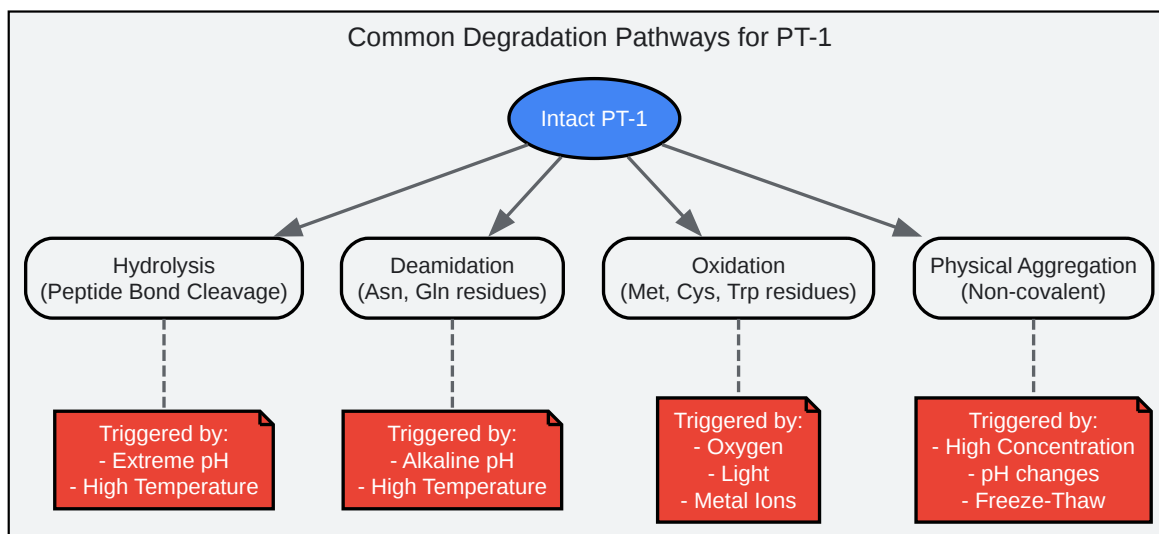 Common Degradation Pathways for PT-1
Intact PT-1
Hydrolysis
(Peptide Bond Cleavage)
Deamidation
(Asn, Gln residues)
Oxidation
(Met, Cys, Trp residues)
Physical Aggregation
(Non-covalent)
Triggered by:
- Extreme pH
- High Temperature
Triggered by:
- Alkaline pH
- High Temperature
Triggered by:
- Oxygen
- Light
- Metal Ions
Triggered by:
- High Concentration
- pH changes
- Freeze-Thaw